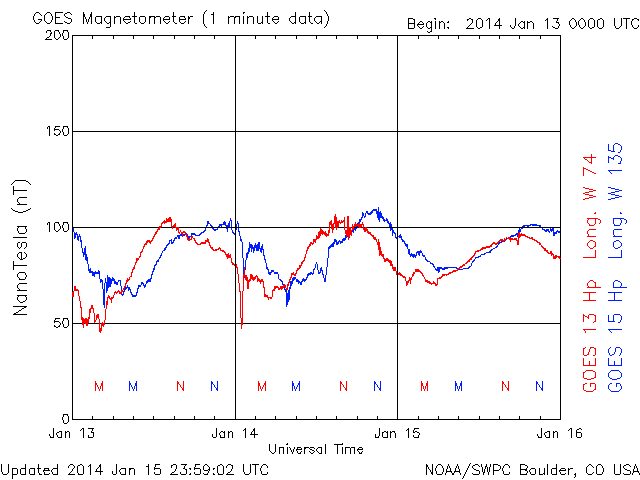 GOES Magnetometer (1 minute data)
Begin: 2014 Jan 13 0000 UTC
200
150
100
50
0
NanoTesla (nT)
M M N N M M N N M M N N
Jan 13 Jan 14 Jan 15 Jan 16
Universal Time
GOES 13 Hp Long. W 74
GOES 15 Hp Long. W 135
Updated 2014 Jan 15 23:59:02 UTC
NOAA/SWPC Boulder, CO USA